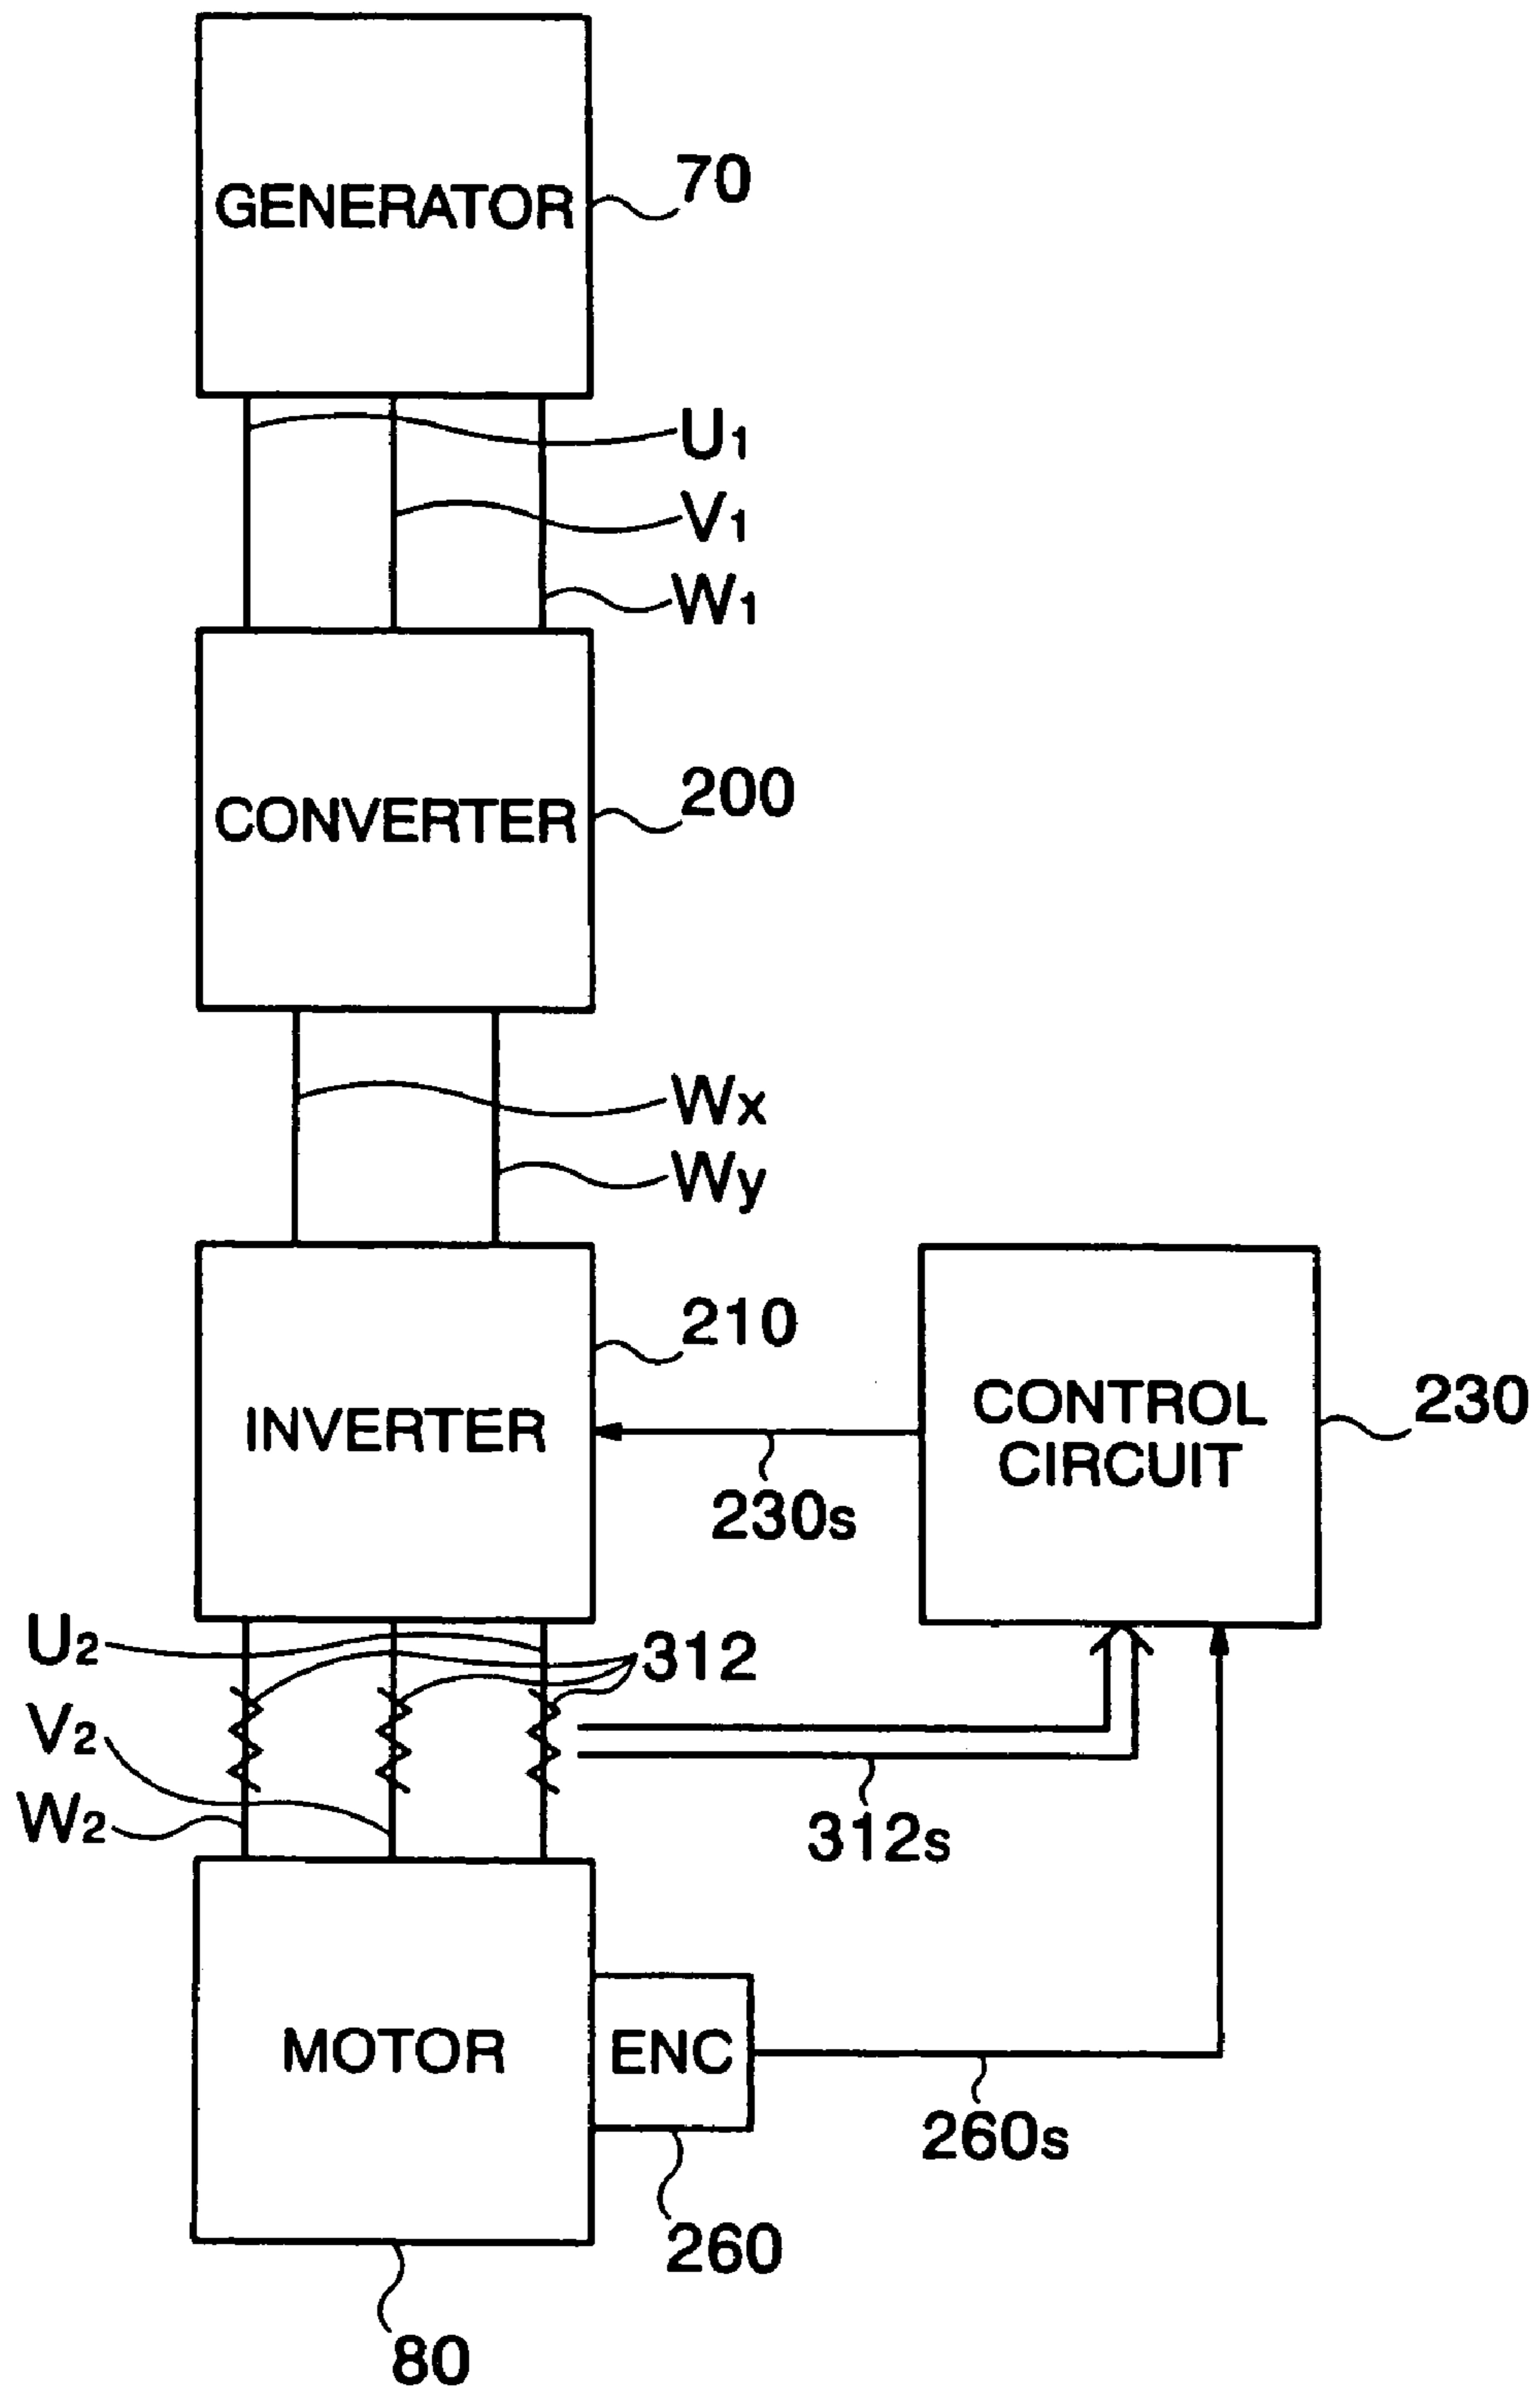 GENERATOR
70
U1
V1
W1
CONVERTER
200
Wx
Wy
INVERTER
210
CONTROL
CIRCUIT
230
230s
U2
312
V2
W2
312s
MOTOR
ENC
260s
260
80